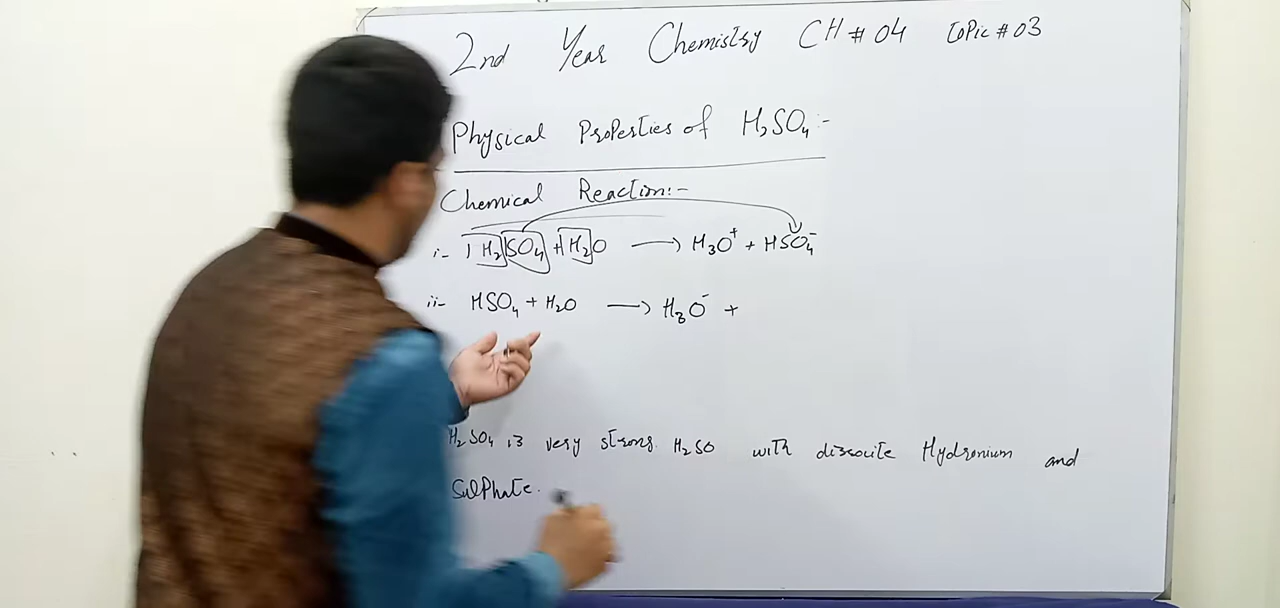 2nd Year Chemistry CH # 04 toPic # 03
Physical Properties of H₂SO₄:-
Chemical Reaction:-
i- H₂SO₄ + H₂O → H₃O⁺ + HSO₄⁻
ii- HSO₄ + H₂O → H₃O⁻ +
H₂SO₄ is very strong H₂SO with dissocite Hydronium and
SulPhate.